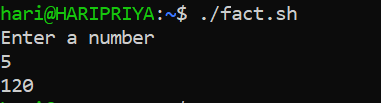 hari@HARIPRIYA:~$ ./fact.sh
Enter a number
5
120